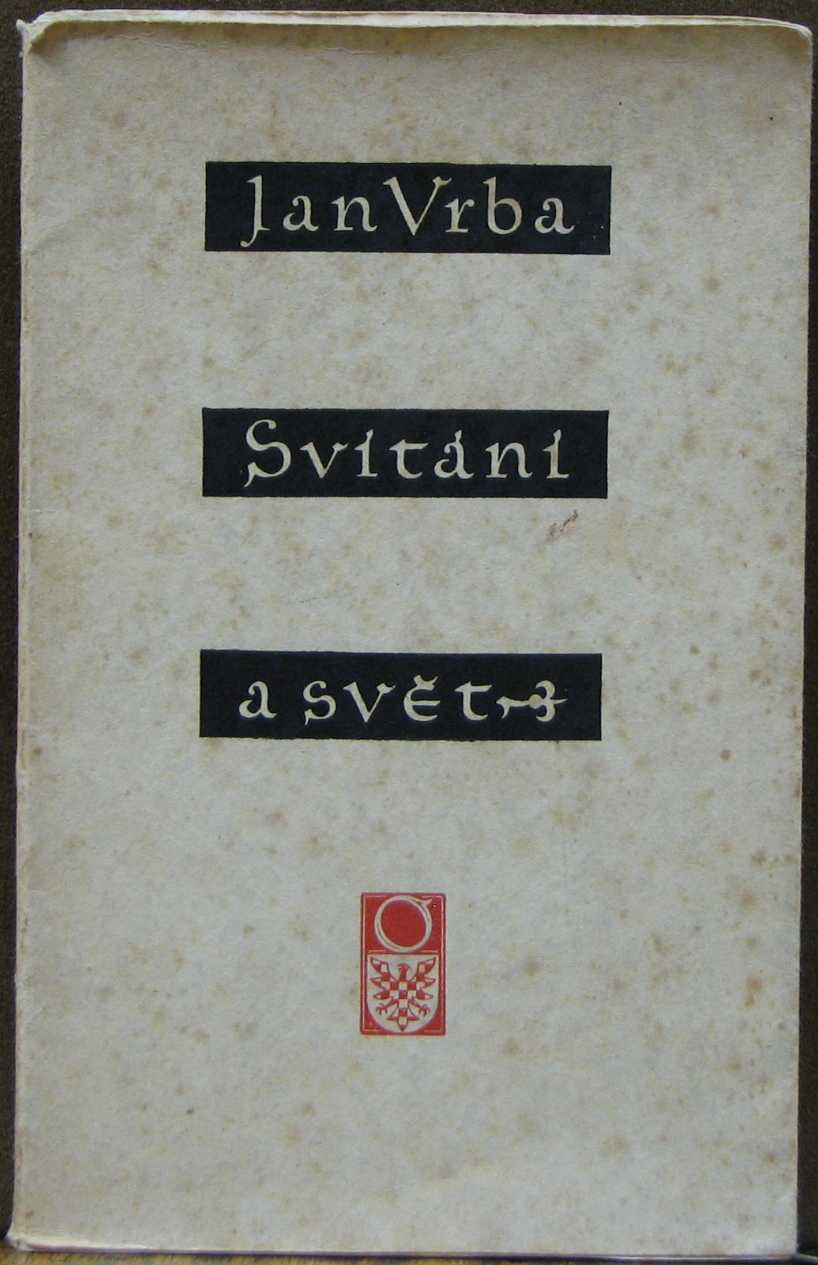 Jan Vrba
Svítání
a svět
O